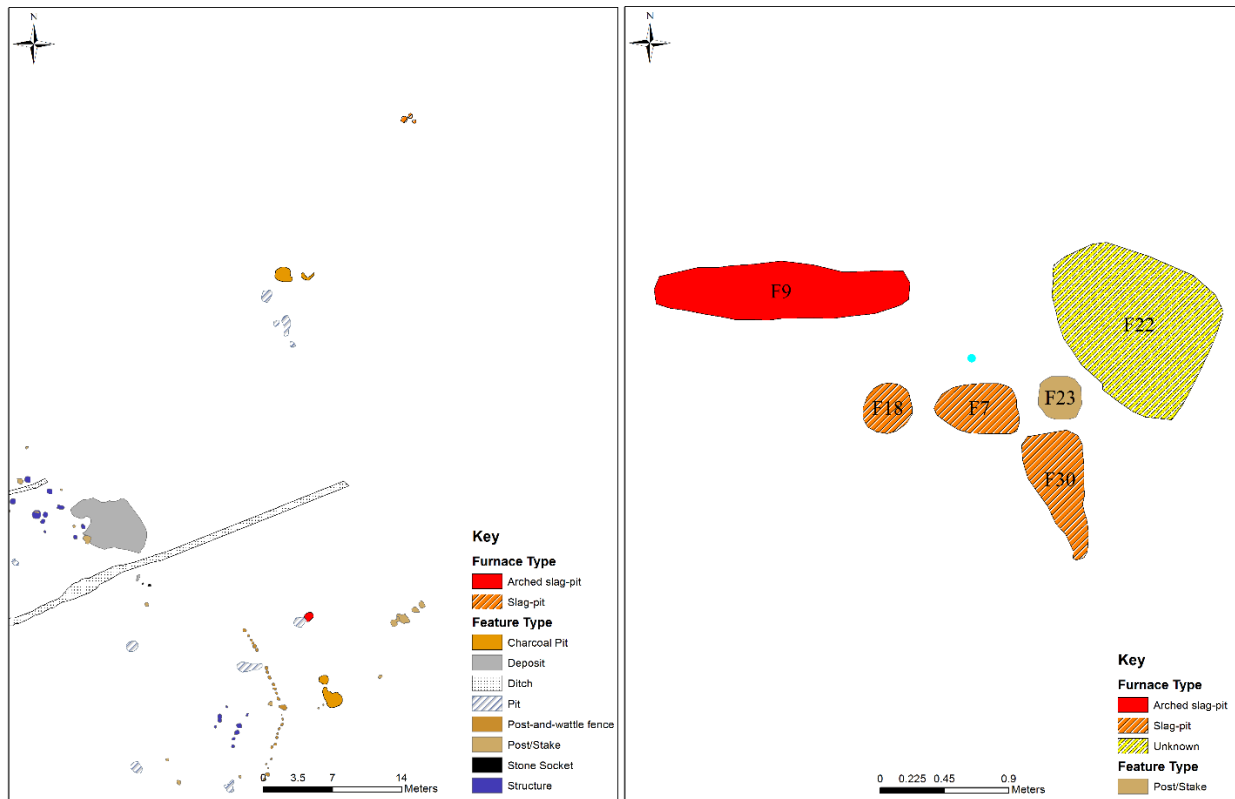 N
Key
Furnace Type
Arched slag-pit
Slag-pit
Feature Type
Charcoal Pit
Deposit
Ditch
Pit
Post-and-wattle fence
Post/Stake
Stone Socket
Structure
0 3.5 7 14
Meters
N
F9
F22
F18
F7
F23
F30
Key
Furnace Type
Arched slag-pit
Slag-pit
Unknown
Feature Type
Post/Stake
0 0.225 0.45 0.9
Meters